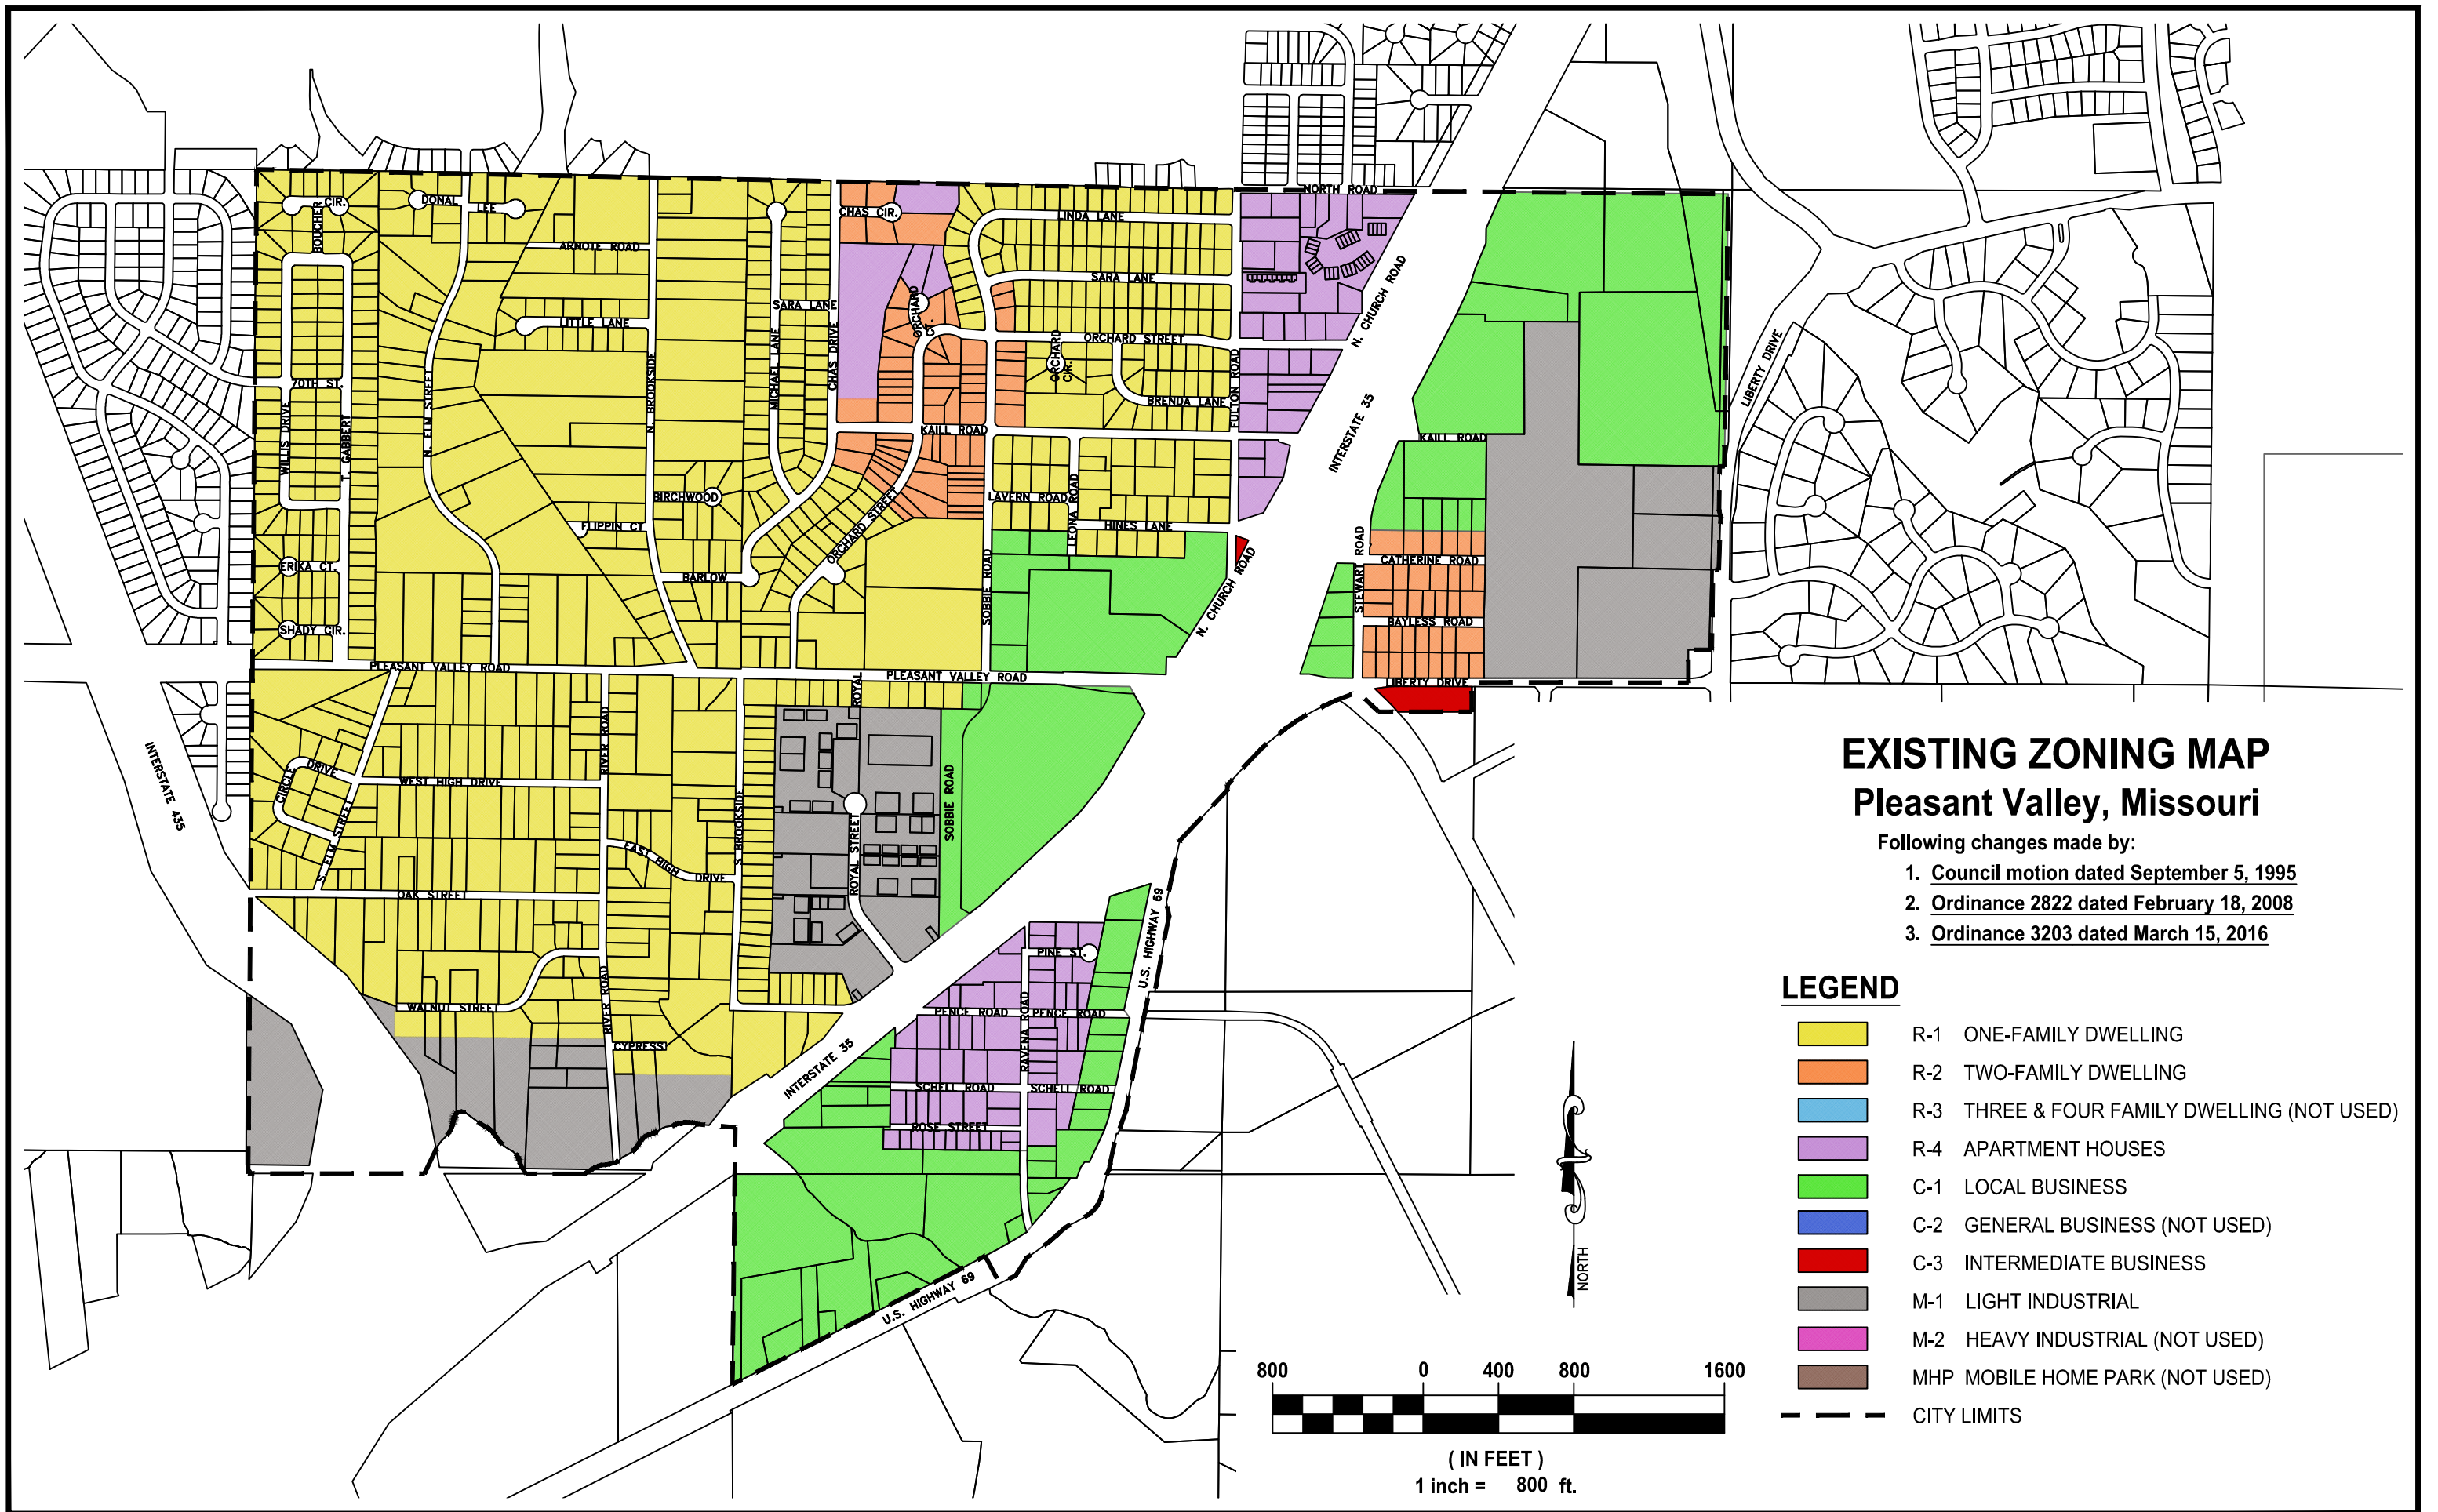 NORTH ROAD
BOUCHER
CIR.
DONAL
LEE
CHAS CIR.
LINDA LANE
ARNOTE ROAD
SARA LANE
N. CHURCH ROAD
SARA LANE
ORCHARD
CT.
LITTLE LANE
ORCHARD STREET
ORCHARD
CIR.
LIBERTY DRIVE
N. BROOKSIDE
MICHAEL LANE
CHAS DRIVE
FULTON ROAD
70TH ST.
N. ELM STREET
WILLIS DRIVE
T. GABBERT
BRENDA LANE
KAILL ROAD
INTERSTATE 35
KAILL ROAD
BIRCHWOOD
LAVERN ROAD
LEONA ROAD
FLIPPIN CT.
ORCHARD STREET
HINES LANE
ERIKA CT.
BARLOW
SOBBIE ROAD
N. CHURCH ROAD
STEWART ROAD
CATHERINE ROAD
SHADY CIR.
BAYLESS ROAD
PLEASANT VALLEY ROAD
PLEASANT VALLEY ROAD
LIBERTY DRIVE
ROYAL
RIVER ROAD
INTERSTATE 435
CIRCLE
DRIVE
WEST HIGH DRIVE
S. ELM STREET
S. BROOKSIDE
SOBBIE ROAD
EAST HIGH
DRIVE
ROYAL STREET
OAK STREET
U.S. HIGHWAY 69
PINE ST.
WALNUT STREET
RIVER ROAD
PENCE ROAD
PENCE ROAD
RAVENA ROAD
CYPRESS
INTERSTATE 35
SCHELL ROAD
SCHELL ROAD
ROSE STREET
U.S. HIGHWAY 69
EXISTING ZONING MAP
Pleasant Valley, Missouri
Following changes made by:
1. Council motion dated September 5, 1995
2. Ordinance 2822 dated February 18, 2008
3. Ordinance 3203 dated March 15, 2016
LEGEND
R-1 ONE-FAMILY DWELLING
R-2 TWO-FAMILY DWELLING
R-3 THREE & FOUR FAMILY DWELLING (NOT USED)
R-4 APARTMENT HOUSES
C-1 LOCAL BUSINESS
C-2 GENERAL BUSINESS (NOT USED)
C-3 INTERMEDIATE BUSINESS
M-1 LIGHT INDUSTRIAL
M-2 HEAVY INDUSTRIAL (NOT USED)
MHP MOBILE HOME PARK (NOT USED)
CITY LIMITS
NORTH
800 0 400 800 1600
( IN FEET )
1 inch = 800 ft.